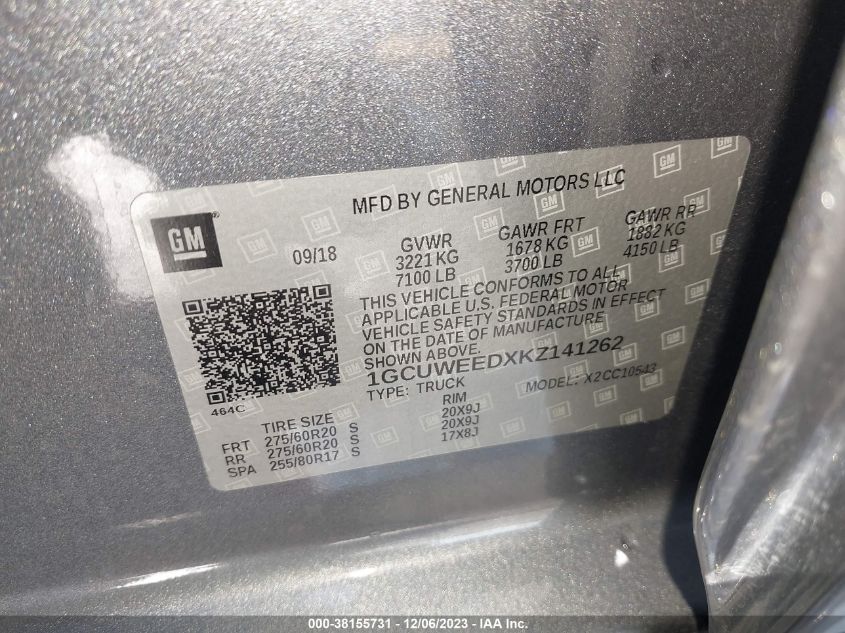 MFD BY GENERAL MOTORS LLC
GM
09/18
GVWR
3221 KG
7100 LB
GAWR FRT
1678 KG
3700 LB
GAWR RR
1882 KG
4150 LB
THIS VEHICLE CONFORMS TO ALL
APPLICABLE U.S. FEDERAL MOTOR
VEHICLE SAFETY STANDARDS IN EFFECT
ON THE DATE OF MANUFACTURE
SHOWN ABOVE.
1GCUWEEDXKZ141262
TYPE: TRUCK
MODEL: X2CC10543
464C
TIRE SIZE
RIM
FRT 275/60R20 S 20X9J
RR 275/60R20 S 20X9J
SPA 255/80R17 S 17X8J
000-38155731 - 12/06/2023 - IAA Inc.